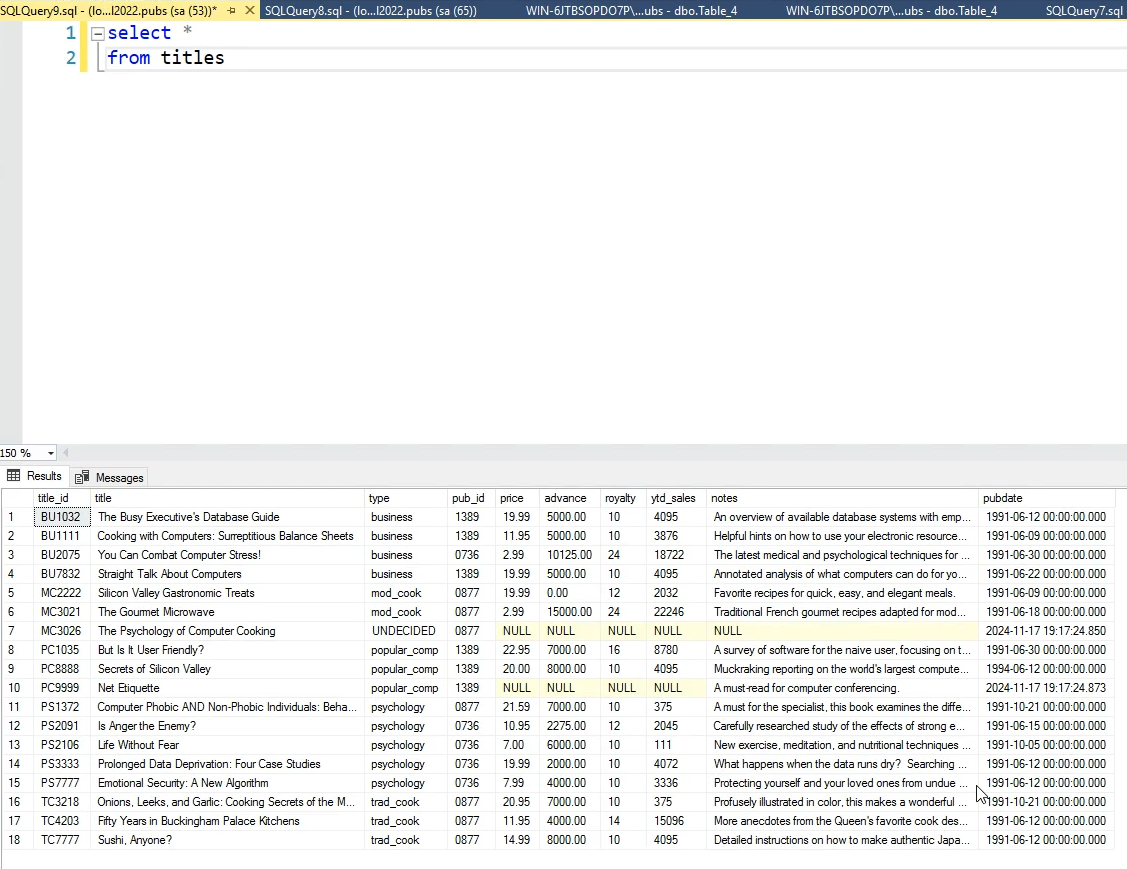 SQLQuery9.sql - (lo...l2022.pubs (sa (53))* SQLQuery8.sql - (lo...l2022.pubs (sa (65)) WIN-6JTBSOPDO7P\...ubs - dbo.Table_4 WIN-6JTBSOPDO7P\...ubs - dbo.Table_4 SQLQuery7.sql
1 select *
2 from titles
150 %
Results Messages
title_id title type pub_id price advance royalty ytd_sales notes pubdate
1 BU1032 The Busy Executive's Database Guide business 1389 19.99 5000.00 10 4095 An overview of available database systems with emp... 1991-06-12 00:00:00.000
2 BU1111 Cooking with Computers: Surreptitious Balance Sheets business 1389 11.95 5000.00 10 3876 Helpful hints on how to use your electronic resource... 1991-06-09 00:00:00.000
3 BU2075 You Can Combat Computer Stress! business 0736 2.99 10125.00 24 18722 The latest medical and psychological techniques for ... 1991-06-30 00:00:00.000
4 BU7832 Straight Talk About Computers business 1389 19.99 5000.00 10 4095 Annotated analysis of what computers can do for yo... 1991-06-22 00:00:00.000
5 MC2222 Silicon Valley Gastronomic Treats mod_cook 0877 19.99 0.00 12 2032 Favorite recipes for quick, easy, and elegant meals. 1991-06-09 00:00:00.000
6 MC3021 The Gourmet Microwave mod_cook 0877 2.99 15000.00 24 22246 Traditional French gourmet recipes adapted for mod... 1991-06-18 00:00:00.000
7 MC3026 The Psychology of Computer Cooking UNDECIDED 0877 NULL NULL NULL NULL NULL 2024-11-17 19:17:24.850
8 PC1035 But Is It User Friendly? popular_comp 1389 22.95 7000.00 16 8780 A survey of software for the naive user, focusing on t... 1991-06-30 00:00:00.000
9 PC8888 Secrets of Silicon Valley popular_comp 1389 20.00 8000.00 10 4095 Muckraking reporting on the world's largest compute... 1994-06-12 00:00:00.000
10 PC9999 Net Etiquette popular_comp 1389 NULL NULL NULL NULL A must-read for computer conferencing. 2024-11-17 19:17:24.873
11 PS1372 Computer Phobic AND Non-Phobic Individuals: Beha... psychology 0877 21.59 7000.00 10 375 A must for the specialist, this book examines the diffe... 1991-10-21 00:00:00.000
12 PS2091 Is Anger the Enemy? psychology 0736 10.95 2275.00 12 2045 Carefully researched study of the effects of strong e... 1991-06-15 00:00:00.000
13 PS2106 Life Without Fear psychology 0736 7.00 6000.00 10 111 New exercise, meditation, and nutritional techniques ... 1991-10-05 00:00:00.000
14 PS3333 Prolonged Data Deprivation: Four Case Studies psychology 0736 19.99 2000.00 10 4072 What happens when the data runs dry? Searching ... 1991-06-12 00:00:00.000
15 PS7777 Emotional Security: A New Algorithm psychology 0736 7.99 4000.00 10 3336 Protecting yourself and your loved ones from undue ... 1991-06-12 00:00:00.000
16 TC3218 Onions, Leeks, and Garlic: Cooking Secrets of the M... trad_cook 0877 20.95 7000.00 10 375 Profusely illustrated in color, this makes a wonderful ... 1991-10-21 00:00:00.000
17 TC4203 Fifty Years in Buckingham Palace Kitchens trad_cook 0877 11.95 4000.00 14 15096 More anecdotes from the Queen's favorite cook des... 1991-06-12 00:00:00.000
18 TC7777 Sushi, Anyone? trad_cook 0877 14.99 8000.00 10 4095 Detailed instructions on how to make authentic Japa... 1991-06-12 00:00:00.000